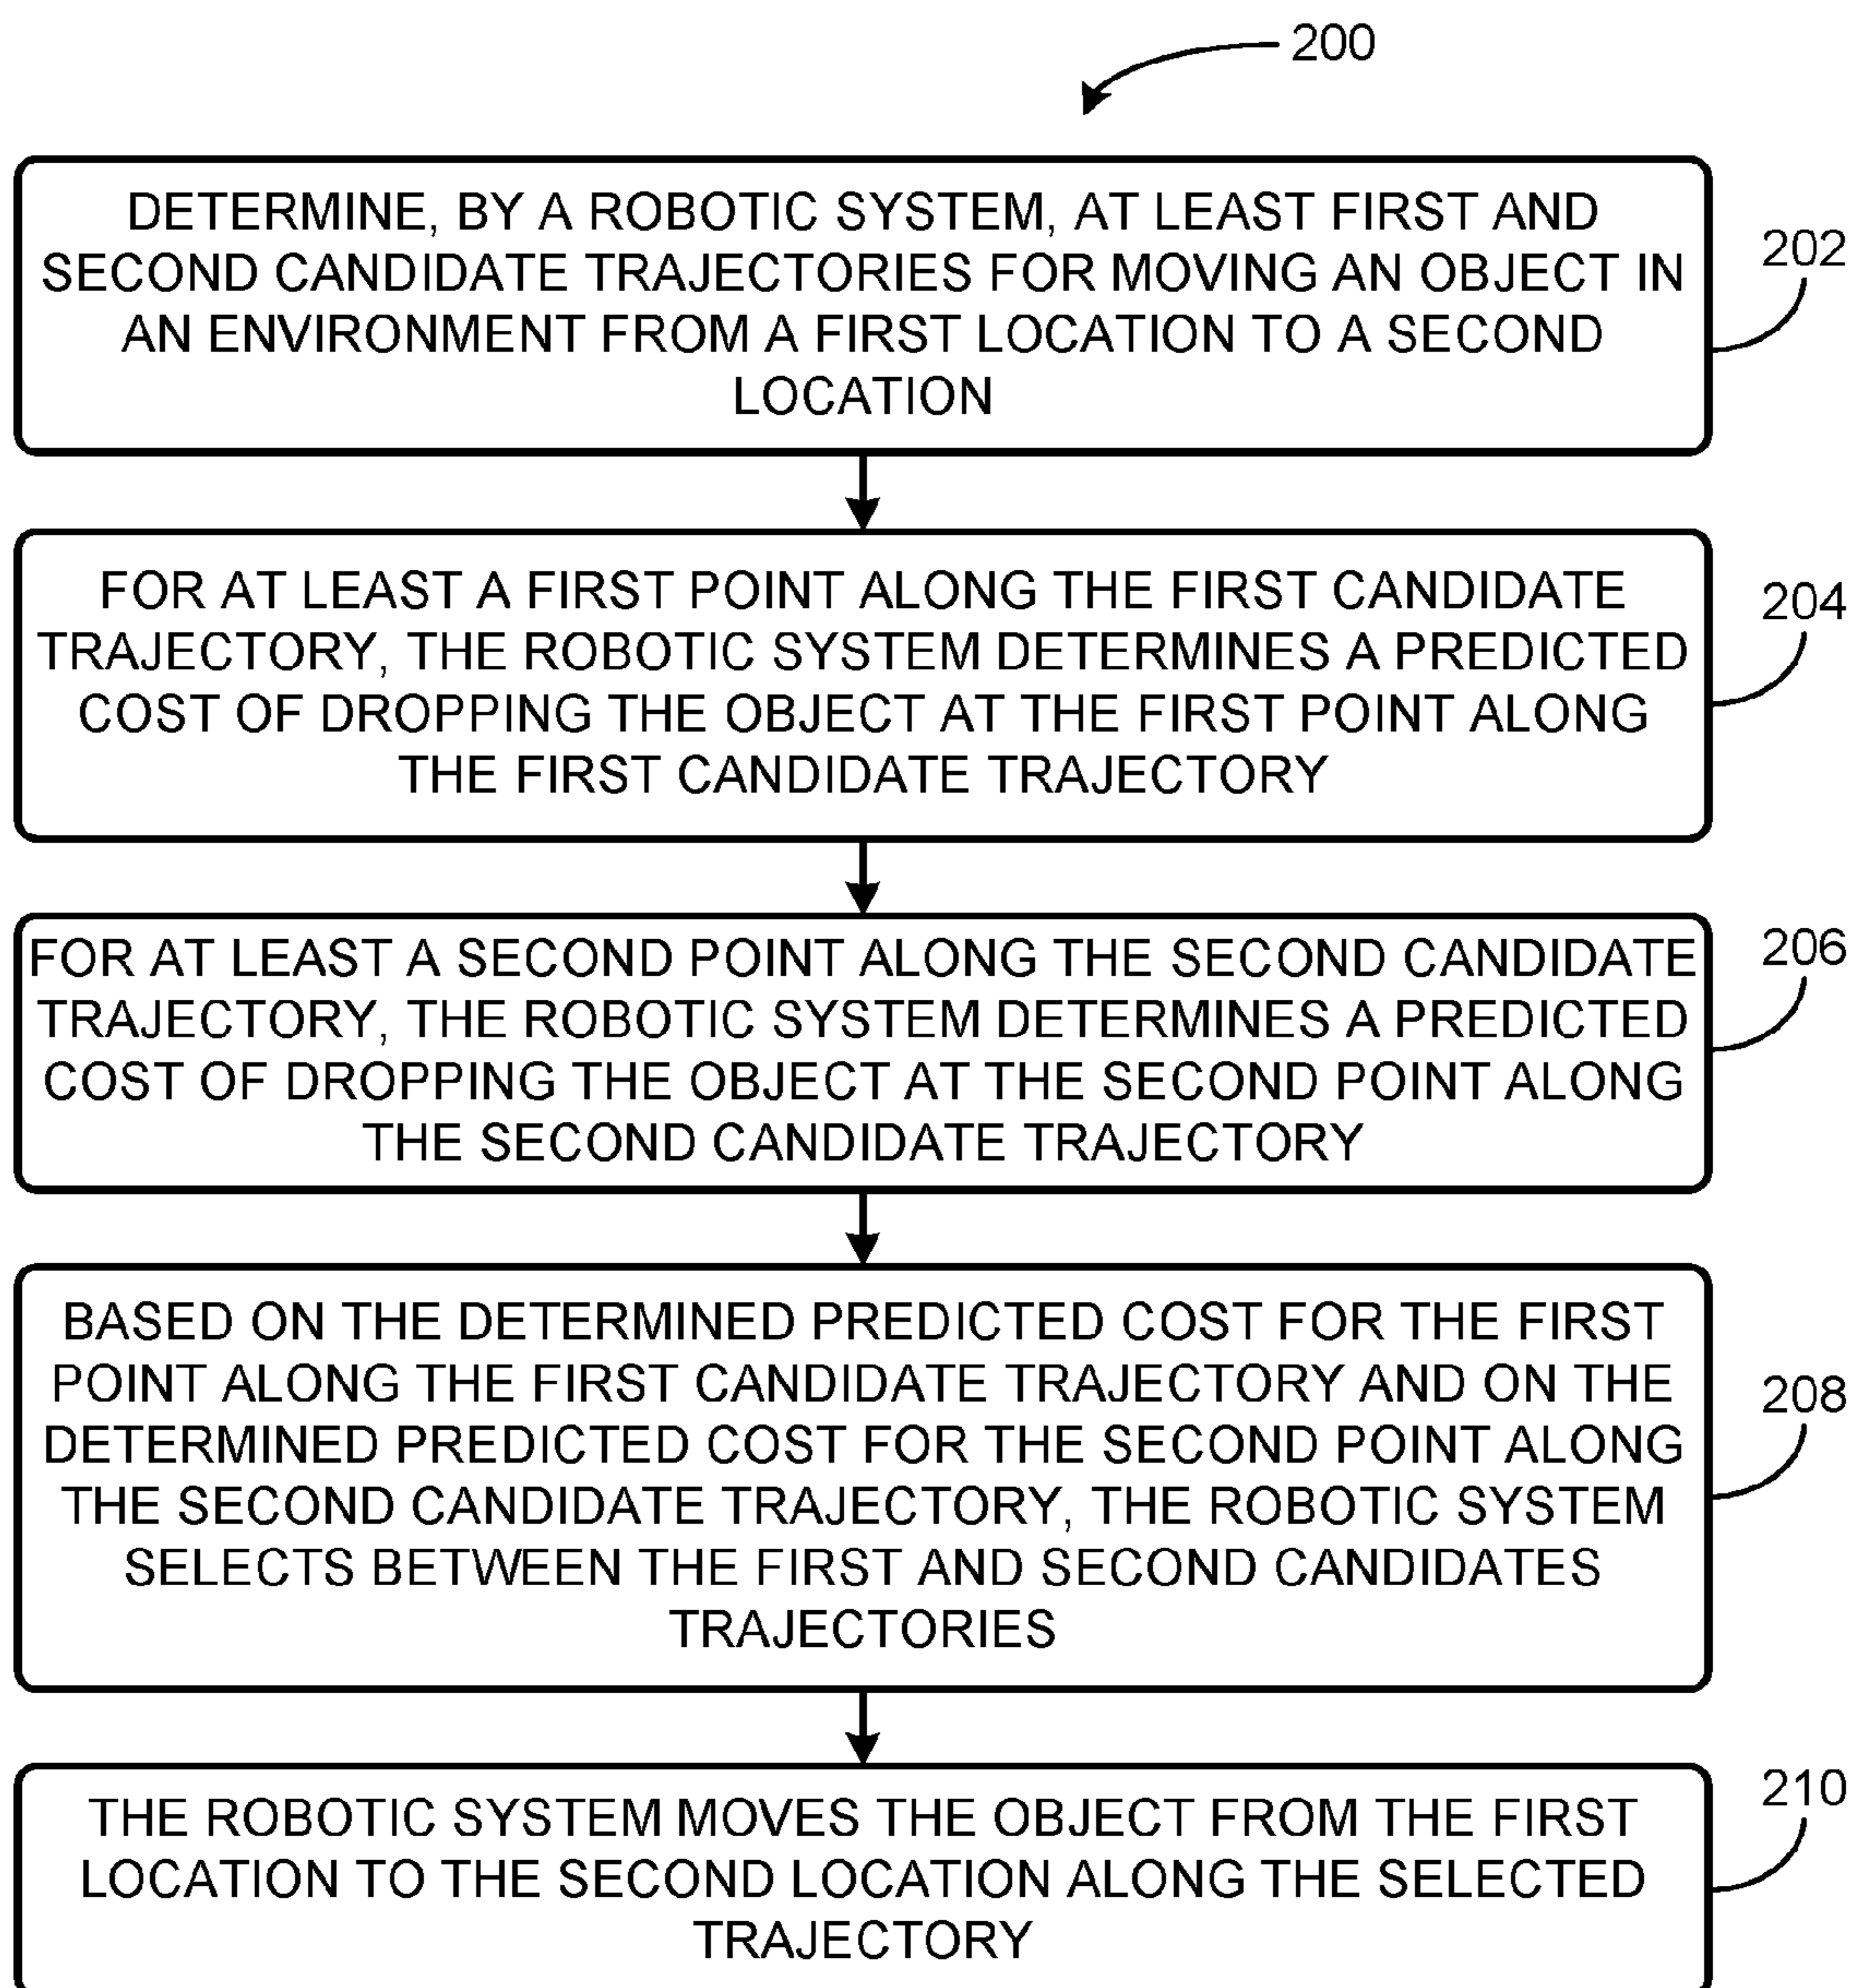 200
DETERMINE, BY A ROBOTIC SYSTEM, AT LEAST FIRST AND
SECOND CANDIDATE TRAJECTORIES FOR MOVING AN OBJECT IN
AN ENVIRONMENT FROM A FIRST LOCATION TO A SECOND
LOCATION
202
FOR AT LEAST A FIRST POINT ALONG THE FIRST CANDIDATE
TRAJECTORY, THE ROBOTIC SYSTEM DETERMINES A PREDICTED
COST OF DROPPING THE OBJECT AT THE FIRST POINT ALONG
THE FIRST CANDIDATE TRAJECTORY
204
FOR AT LEAST A SECOND POINT ALONG THE SECOND CANDIDATE
TRAJECTORY, THE ROBOTIC SYSTEM DETERMINES A PREDICTED
COST OF DROPPING THE OBJECT AT THE SECOND POINT ALONG
THE SECOND CANDIDATE TRAJECTORY
206
BASED ON THE DETERMINED PREDICTED COST FOR THE FIRST
POINT ALONG THE FIRST CANDIDATE TRAJECTORY AND ON THE
DETERMINED PREDICTED COST FOR THE SECOND POINT ALONG
THE SECOND CANDIDATE TRAJECTORY, THE ROBOTIC SYSTEM
SELECTS BETWEEN THE FIRST AND SECOND CANDIDATES
TRAJECTORIES
208
THE ROBOTIC SYSTEM MOVES THE OBJECT FROM THE FIRST
LOCATION TO THE SECOND LOCATION ALONG THE SELECTED
TRAJECTORY
210